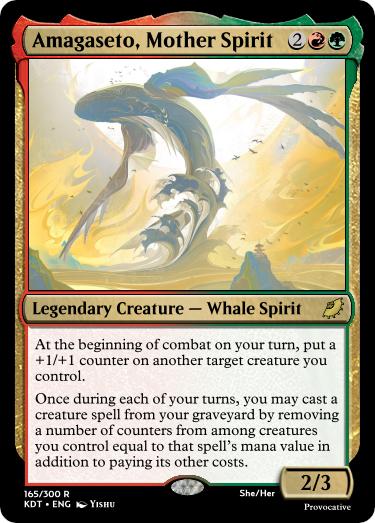 Amagaseto, Mother Spirit 2
Legendary Creature — Whale Spirit
At the beginning of combat on your turn, put a
+1/+1 counter on another target creature you
control.
Once during each of your turns, you may cast a
creature spell from your graveyard by removing
a number of counters from among creatures
you control equal to that spell's mana value in
addition to paying its other costs.
2/3
165/300 R
She/Her
KDT • ENG Yishu
Provocative